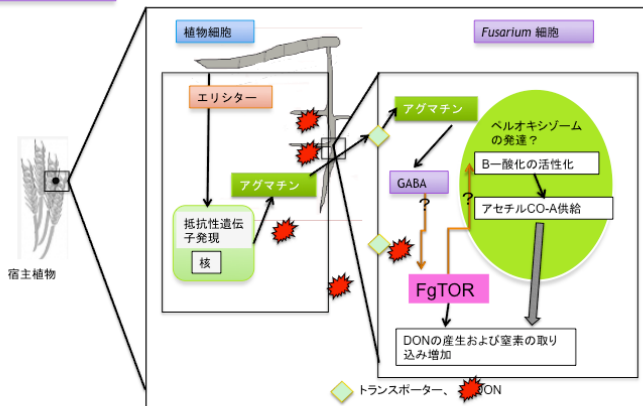 植物細胞
Fusarium 細胞
エリシター
アグマチン
ペルオキシゾーム
の発達？
B一酸化の活性化
アグマチン
GABA
?
?
アセチルCO-A供給
抵抗性遺伝
子発現
核
宿主植物
FgTOR
DONの産生および窒素の取り
込み増加
トランスポーター、
DON